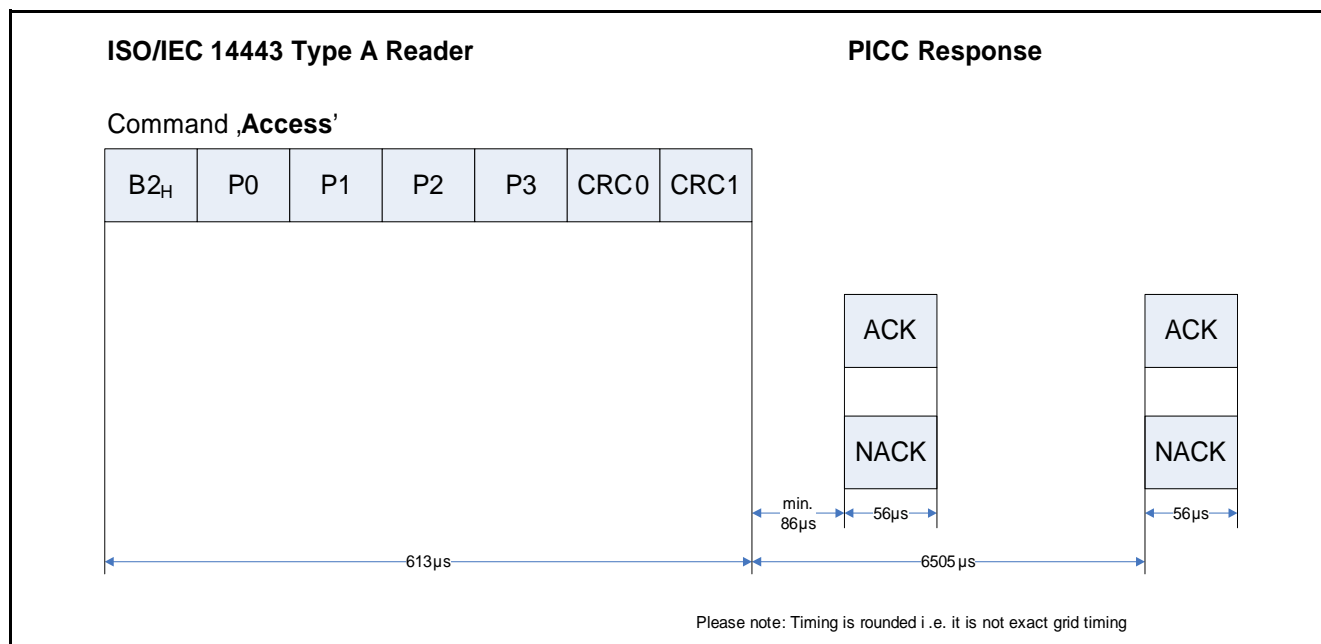 ISO/IEC 14443 Type A Reader
PICC Response
Command ‚Access’
B2H P0 P1 P2 P3 CRC0 CRC1
ACK ACK
NACK NACK
min.
86µs 56µs 56µs
613µs 6505µs
Please note: Timing is rounded i .e. it is not exact grid timing